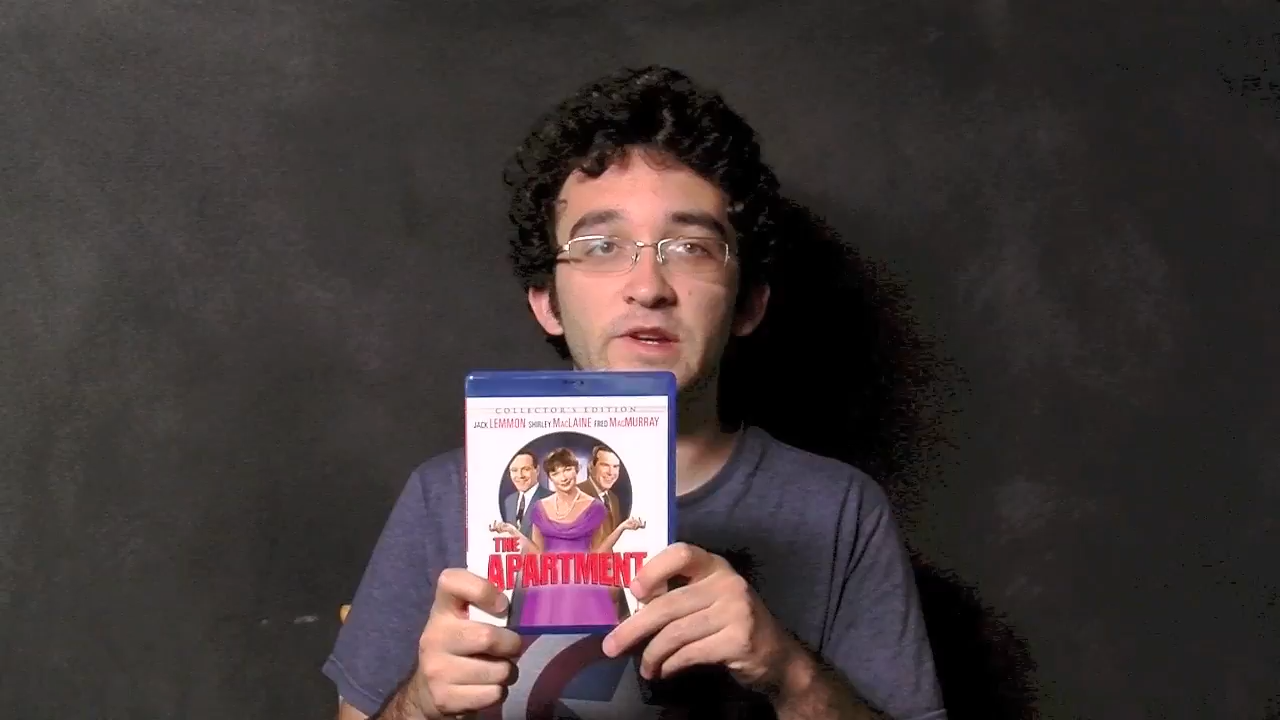 COLLECTOR'S EDITION
JACK LEMMON SHIRLEY MACLAINE FRED MACMURRAY
THE
APARTMENT